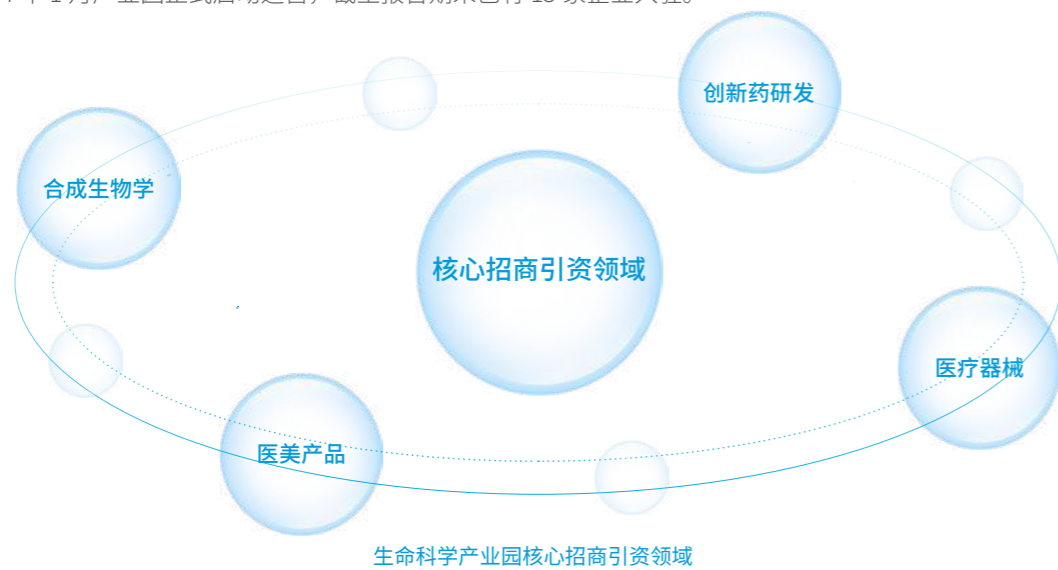 创新药研发
合成生物学
核心招商引资领域
医疗器械
医美产品
生命科学产业园核心招商引资领域